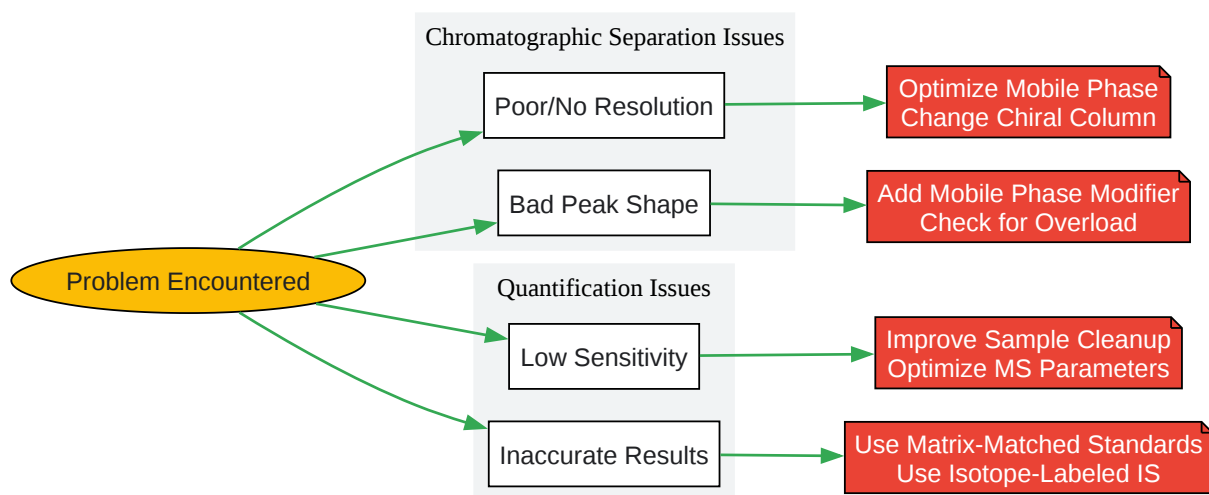 Chromatographic Separation Issues
Poor/No Resolution
Optimize Mobile Phase
Change Chiral Column
Bad Peak Shape
Add Mobile Phase Modifier
Check for Overload
Problem Encountered
Quantification Issues
Low Sensitivity
Improve Sample Cleanup
Optimize MS Parameters
Inaccurate Results
Use Matrix-Matched Standards
Use Isotope-Labeled IS